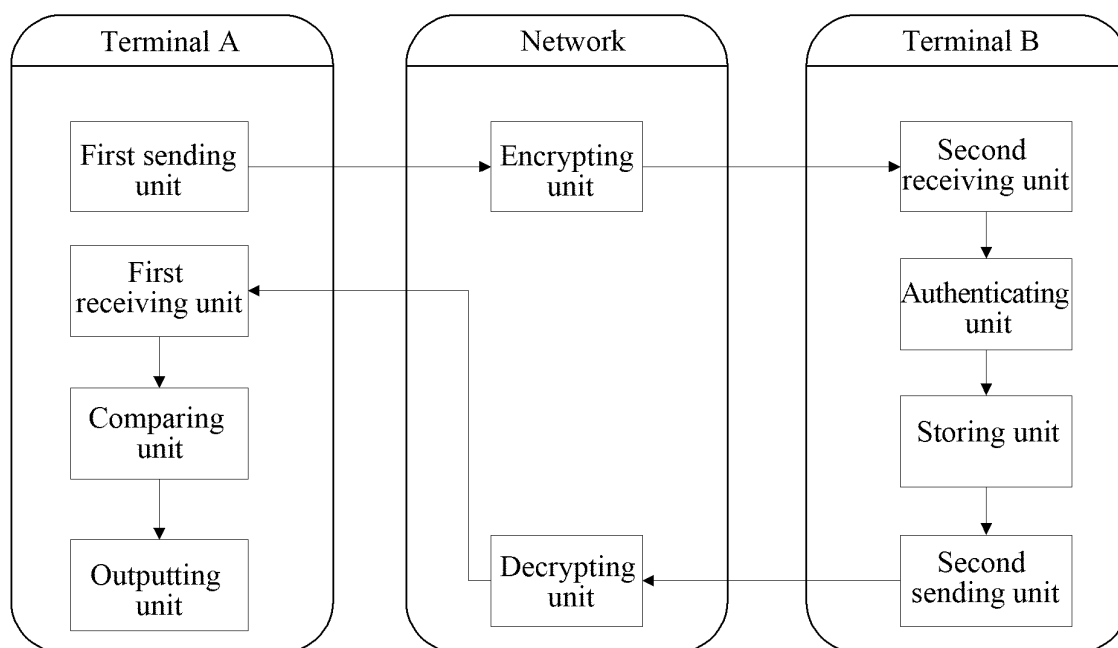 Terminal A
Network
Terminal B
First sending
unit
Encrypting
unit
Second
receiving unit
First
receiving unit
Authenticating
unit
Comparing
unit
Storing unit
Outputting
unit
Decrypting
unit
Second
sending unit